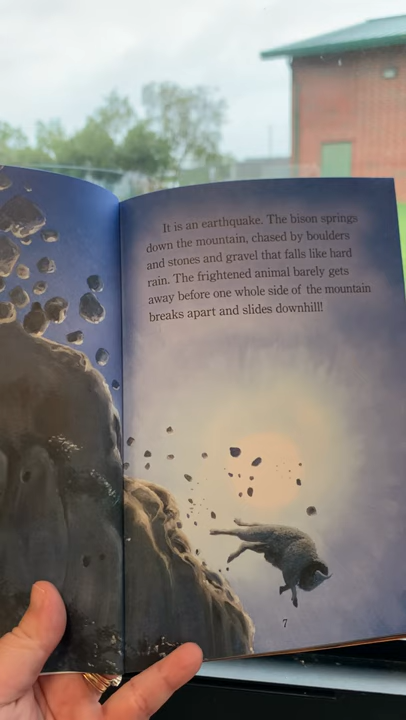 It is an earthquake. The bison springs
down the mountain, chased by boulders
and stones and gravel that falls like hard
rain. The frightened animal barely gets
away before one whole side of the mountain
breaks apart and slides downhill!
7